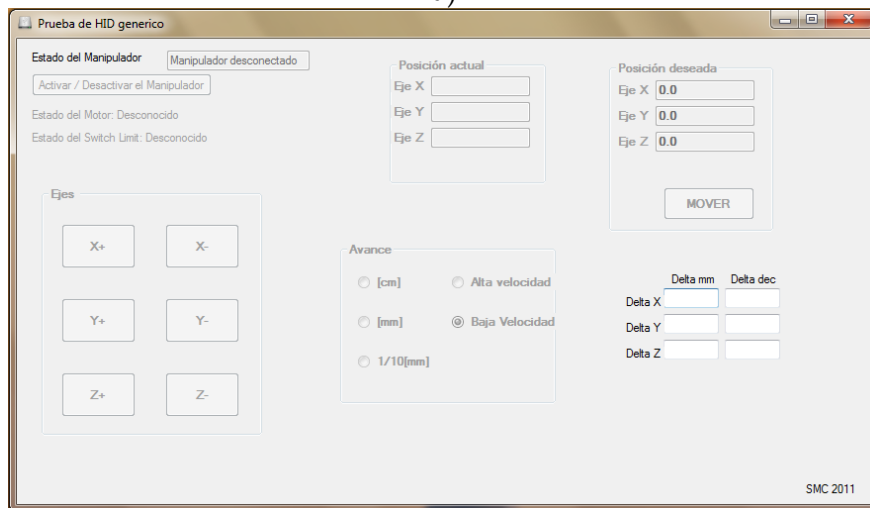 Prueba de HID generico
Estado del Manipulador Manipulador desconectado
Activar / Desactivar el Manipulador
Estado del Motor: Desconocido
Estado del Switch Limit: Desconocido
Posición actual
Eje X
Eje Y
Eje Z
Posición deseada
Eje X 0.0
Eje Y 0.0
Eje Z 0.0
MOVER
Ejes
X+ X-
Y+ Y-
Z+ Z-
Avance
[cm] Alta velocidad
[mm] Baja Velocidad
1/10[mm]
Delta mm Delta dec
Delta X
Delta Y
Delta Z
SMC 2011